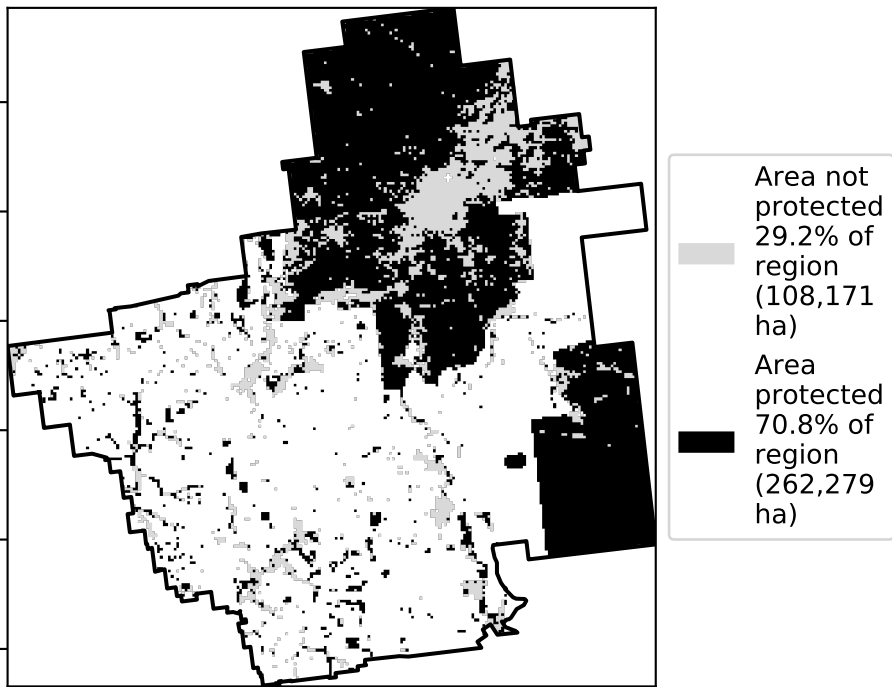 Area not
protected
29.2% of
region
(108,171
ha)
Area
protected
70.8% of
region
(262,279
ha)